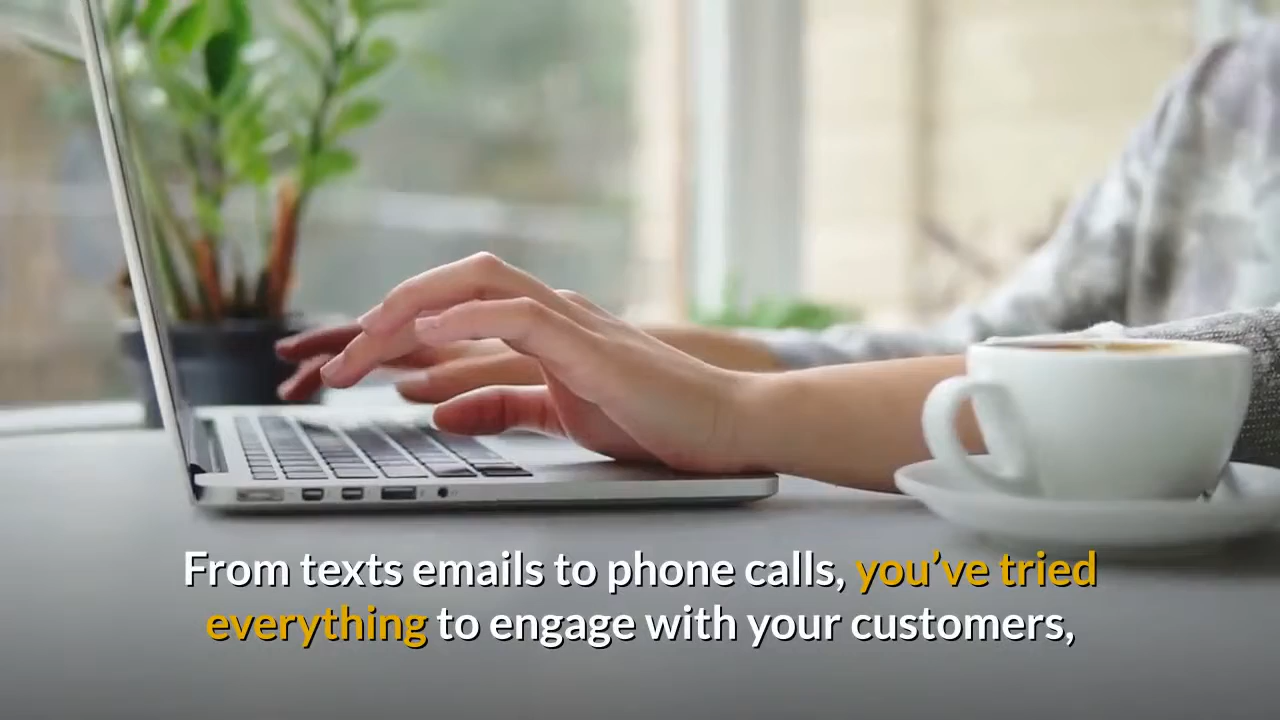 From texts emails to phone calls, you’ve tried
everything to engage with your customers,